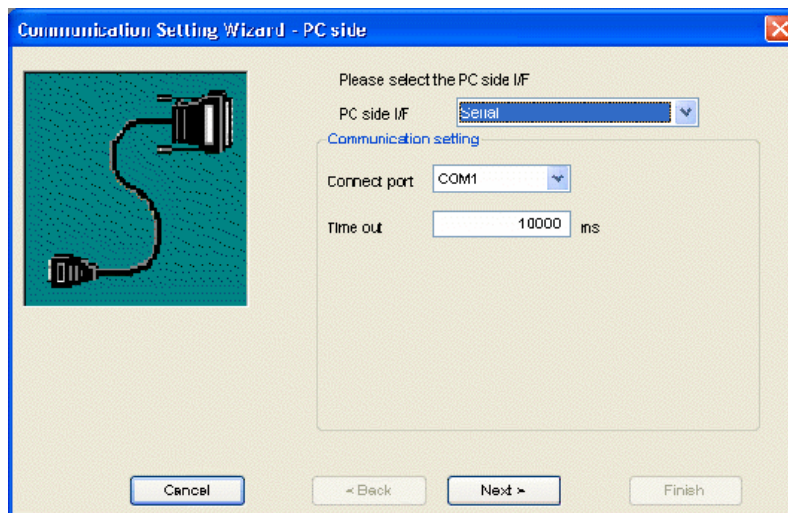 Communication Setting Wizard - PC side
Please select the PC side I/F
PC side I/F Serial
Communication setting
Connect port COM1
Time out 10000 ms
Cancel < Back Next > Finish